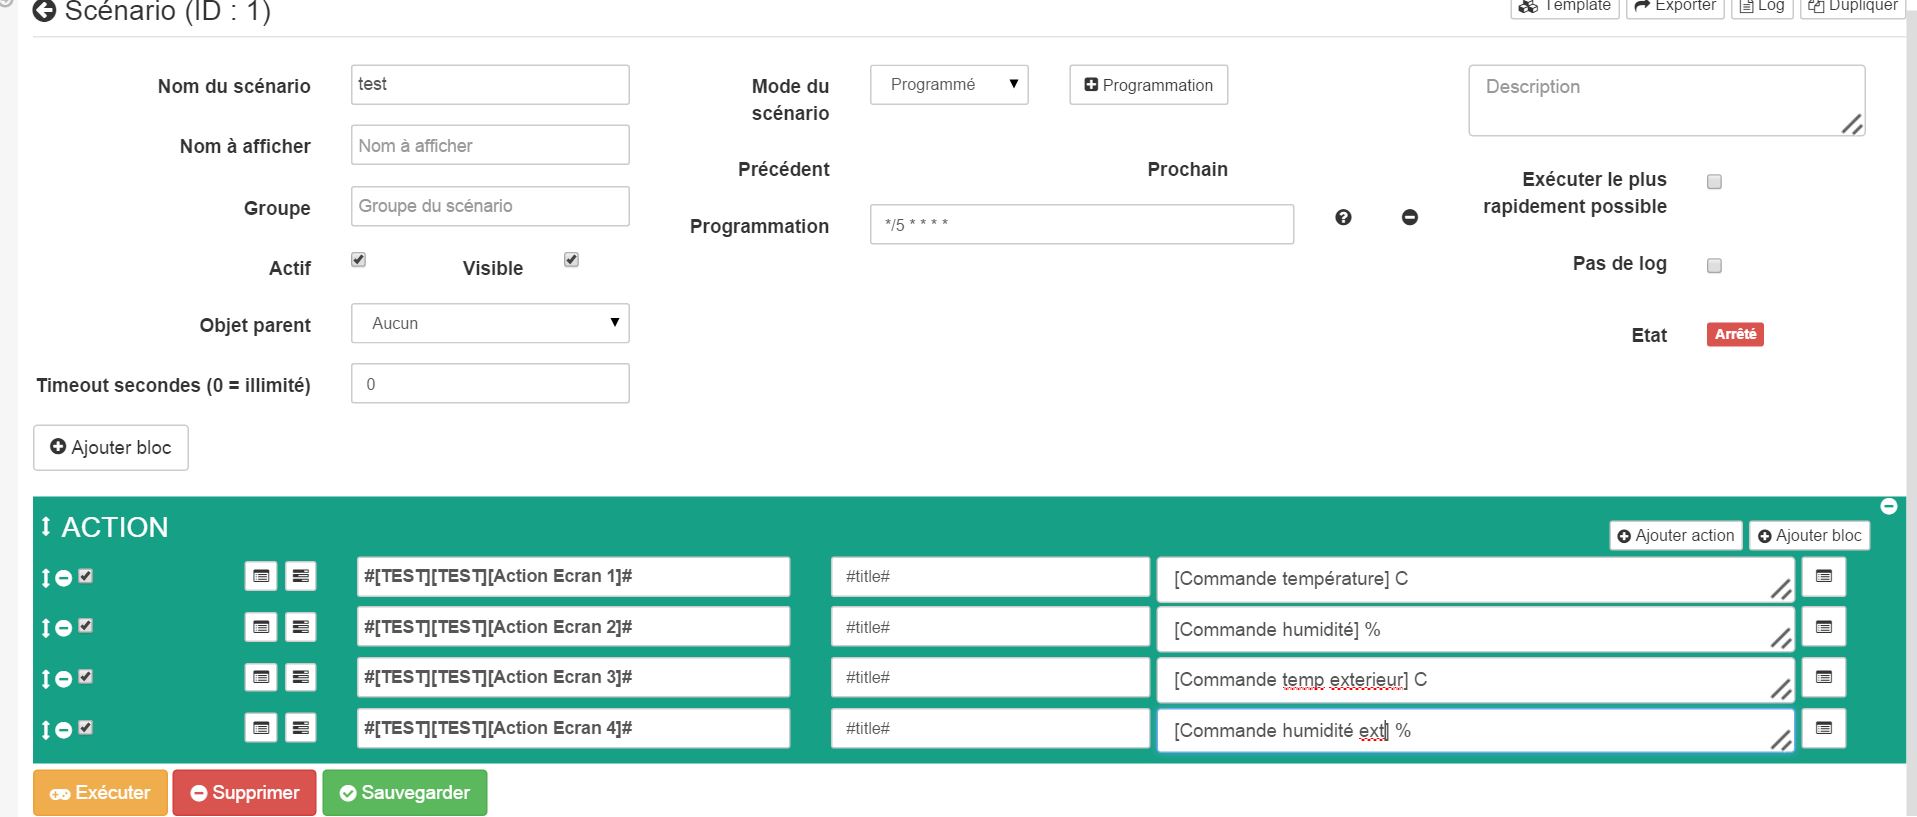 Scénario (ID : 1)
Template Exporter Log Dupliquer
Nom du scénario test
Mode du scénario Programmé Programmation
Description
Nom à afficher Nom à afficher
Précédent Prochain
Exécuter le plus rapidement possible
Groupe Groupe du scénario
Programmation */5 * * * *
Actif Visible
Pas de log
Objet parent Aucun
Etat Arrêté
Timeout secondes (0 = illimité) 0
Ajouter bloc
ACTION
Ajouter action Ajouter bloc
#[TEST][TEST][Action Ecran 1]# #title# [Commande température] C
#[TEST][TEST][Action Ecran 2]# #title# [Commande humidité] %
#[TEST][TEST][Action Ecran 3]# #title# [Commande temp exterieur] C
#[TEST][TEST][Action Ecran 4]# #title# [Commande humidité ext] %
Exécuter Supprimer Sauvegarder